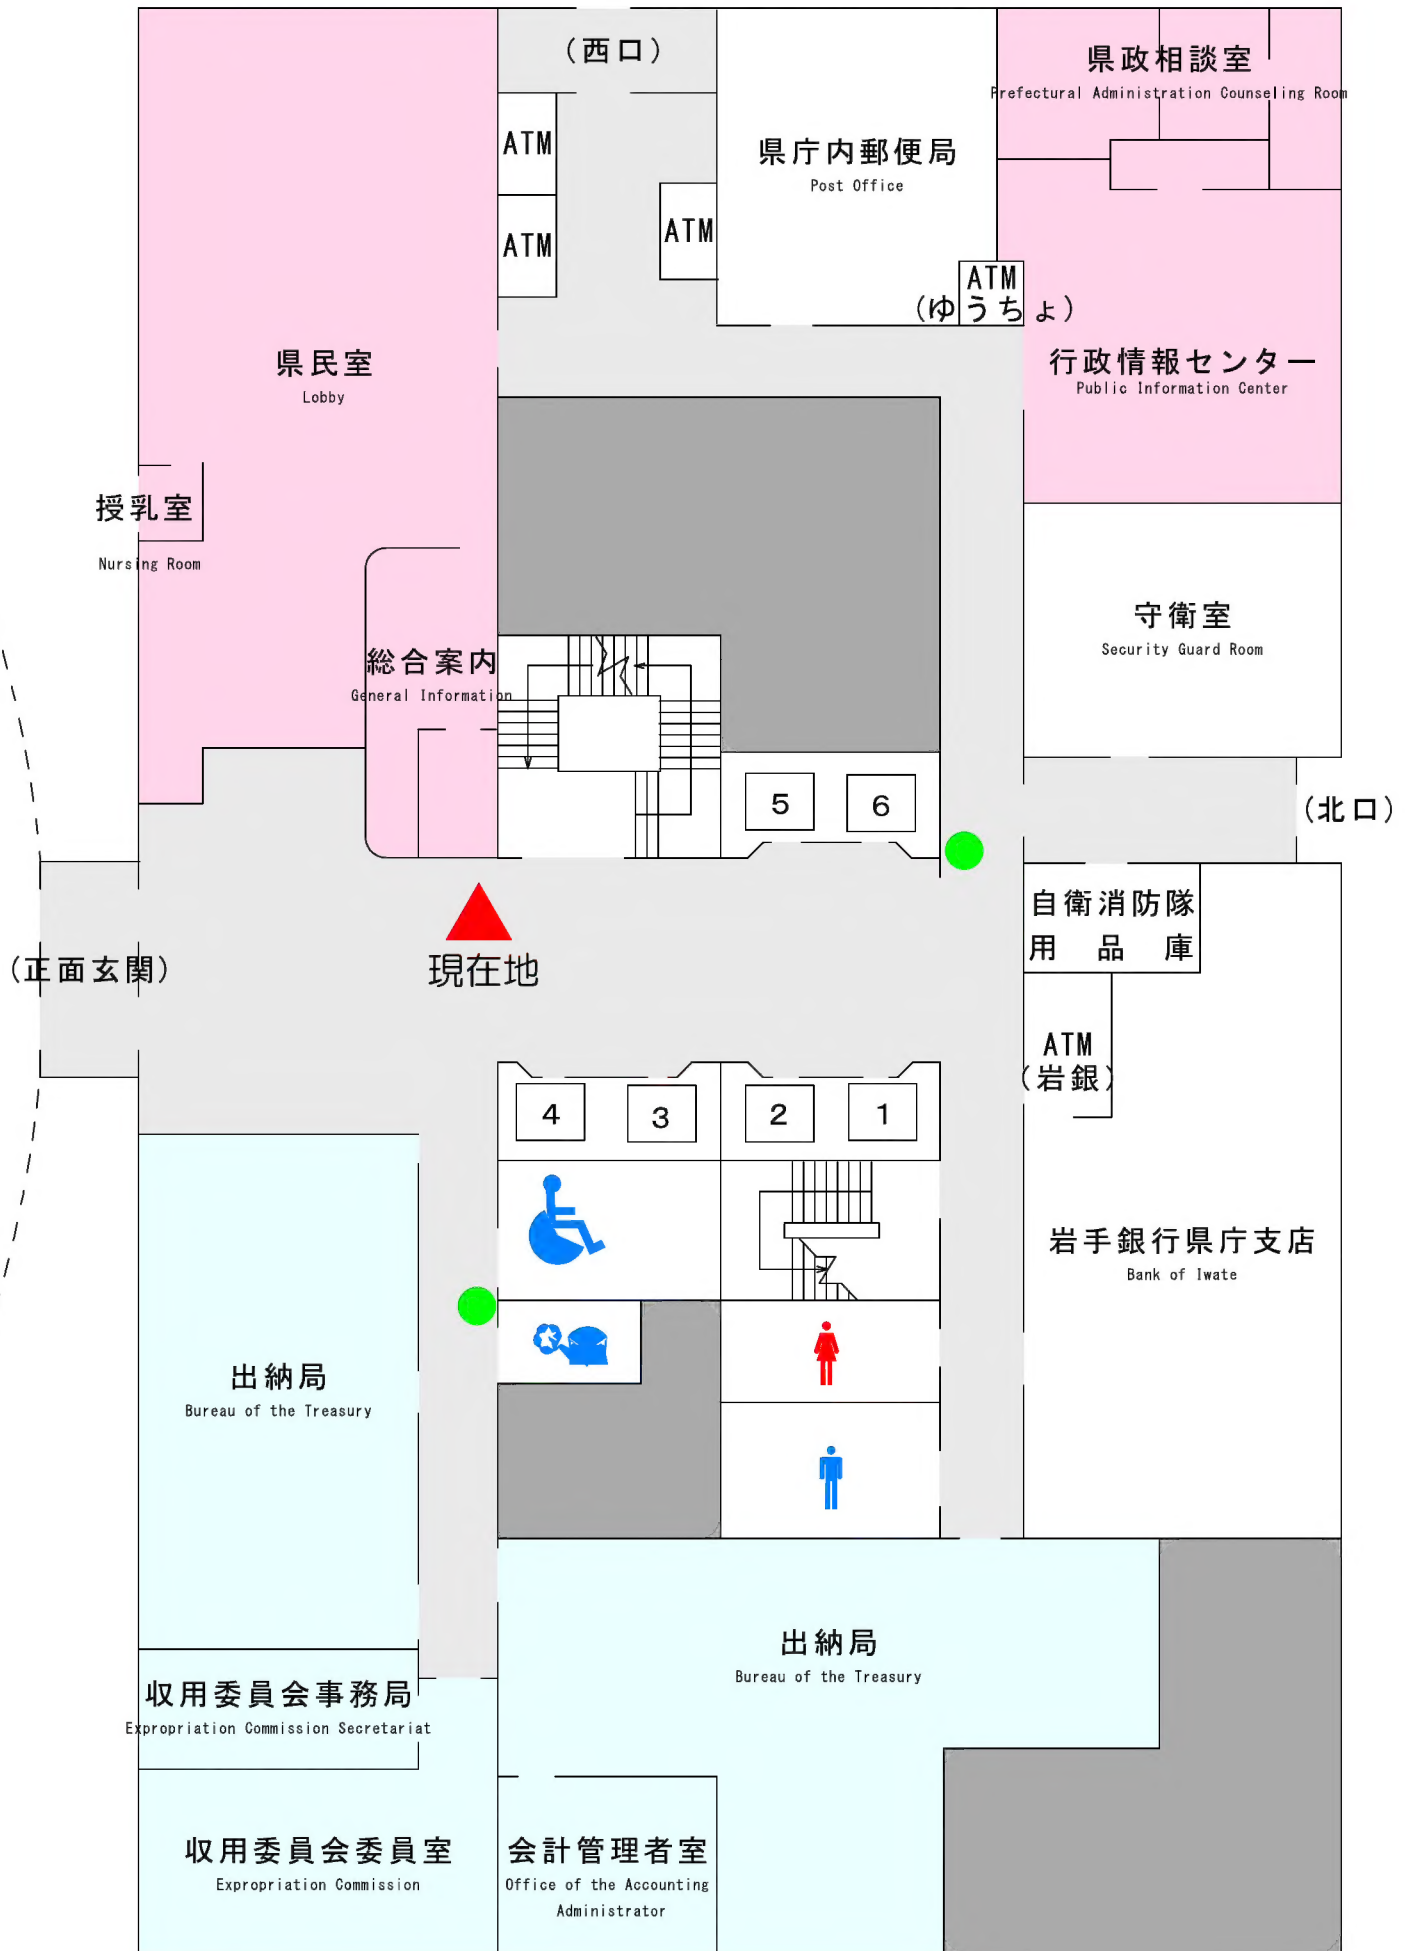 (西口)
県政相談室
Prefectural Administration Counseling Room
ATM
県庁内郵便局
Post Office
ATM
ATM
ATM
(ゆうちょ)
県民室
Lobby
行政情報センター
Public Information Center
授乳室
Nursing Room
守衛室
Security Guard Room
総合案内
General Information
5
6
(北口)
自衛消防隊
用品庫
(正面玄関)
現在地
ATM
(岩銀)
4
3
2
1
岩手銀行県庁支店
Bank of Iwate
出納局
Bureau of the Treasury
出納局
Bureau of the Treasury
収用委員会事務局
Expropriation Commission Secretariat
収用委員会委員室
Expropriation Commission
会計管理者室
Office of the Accounting
Administrator